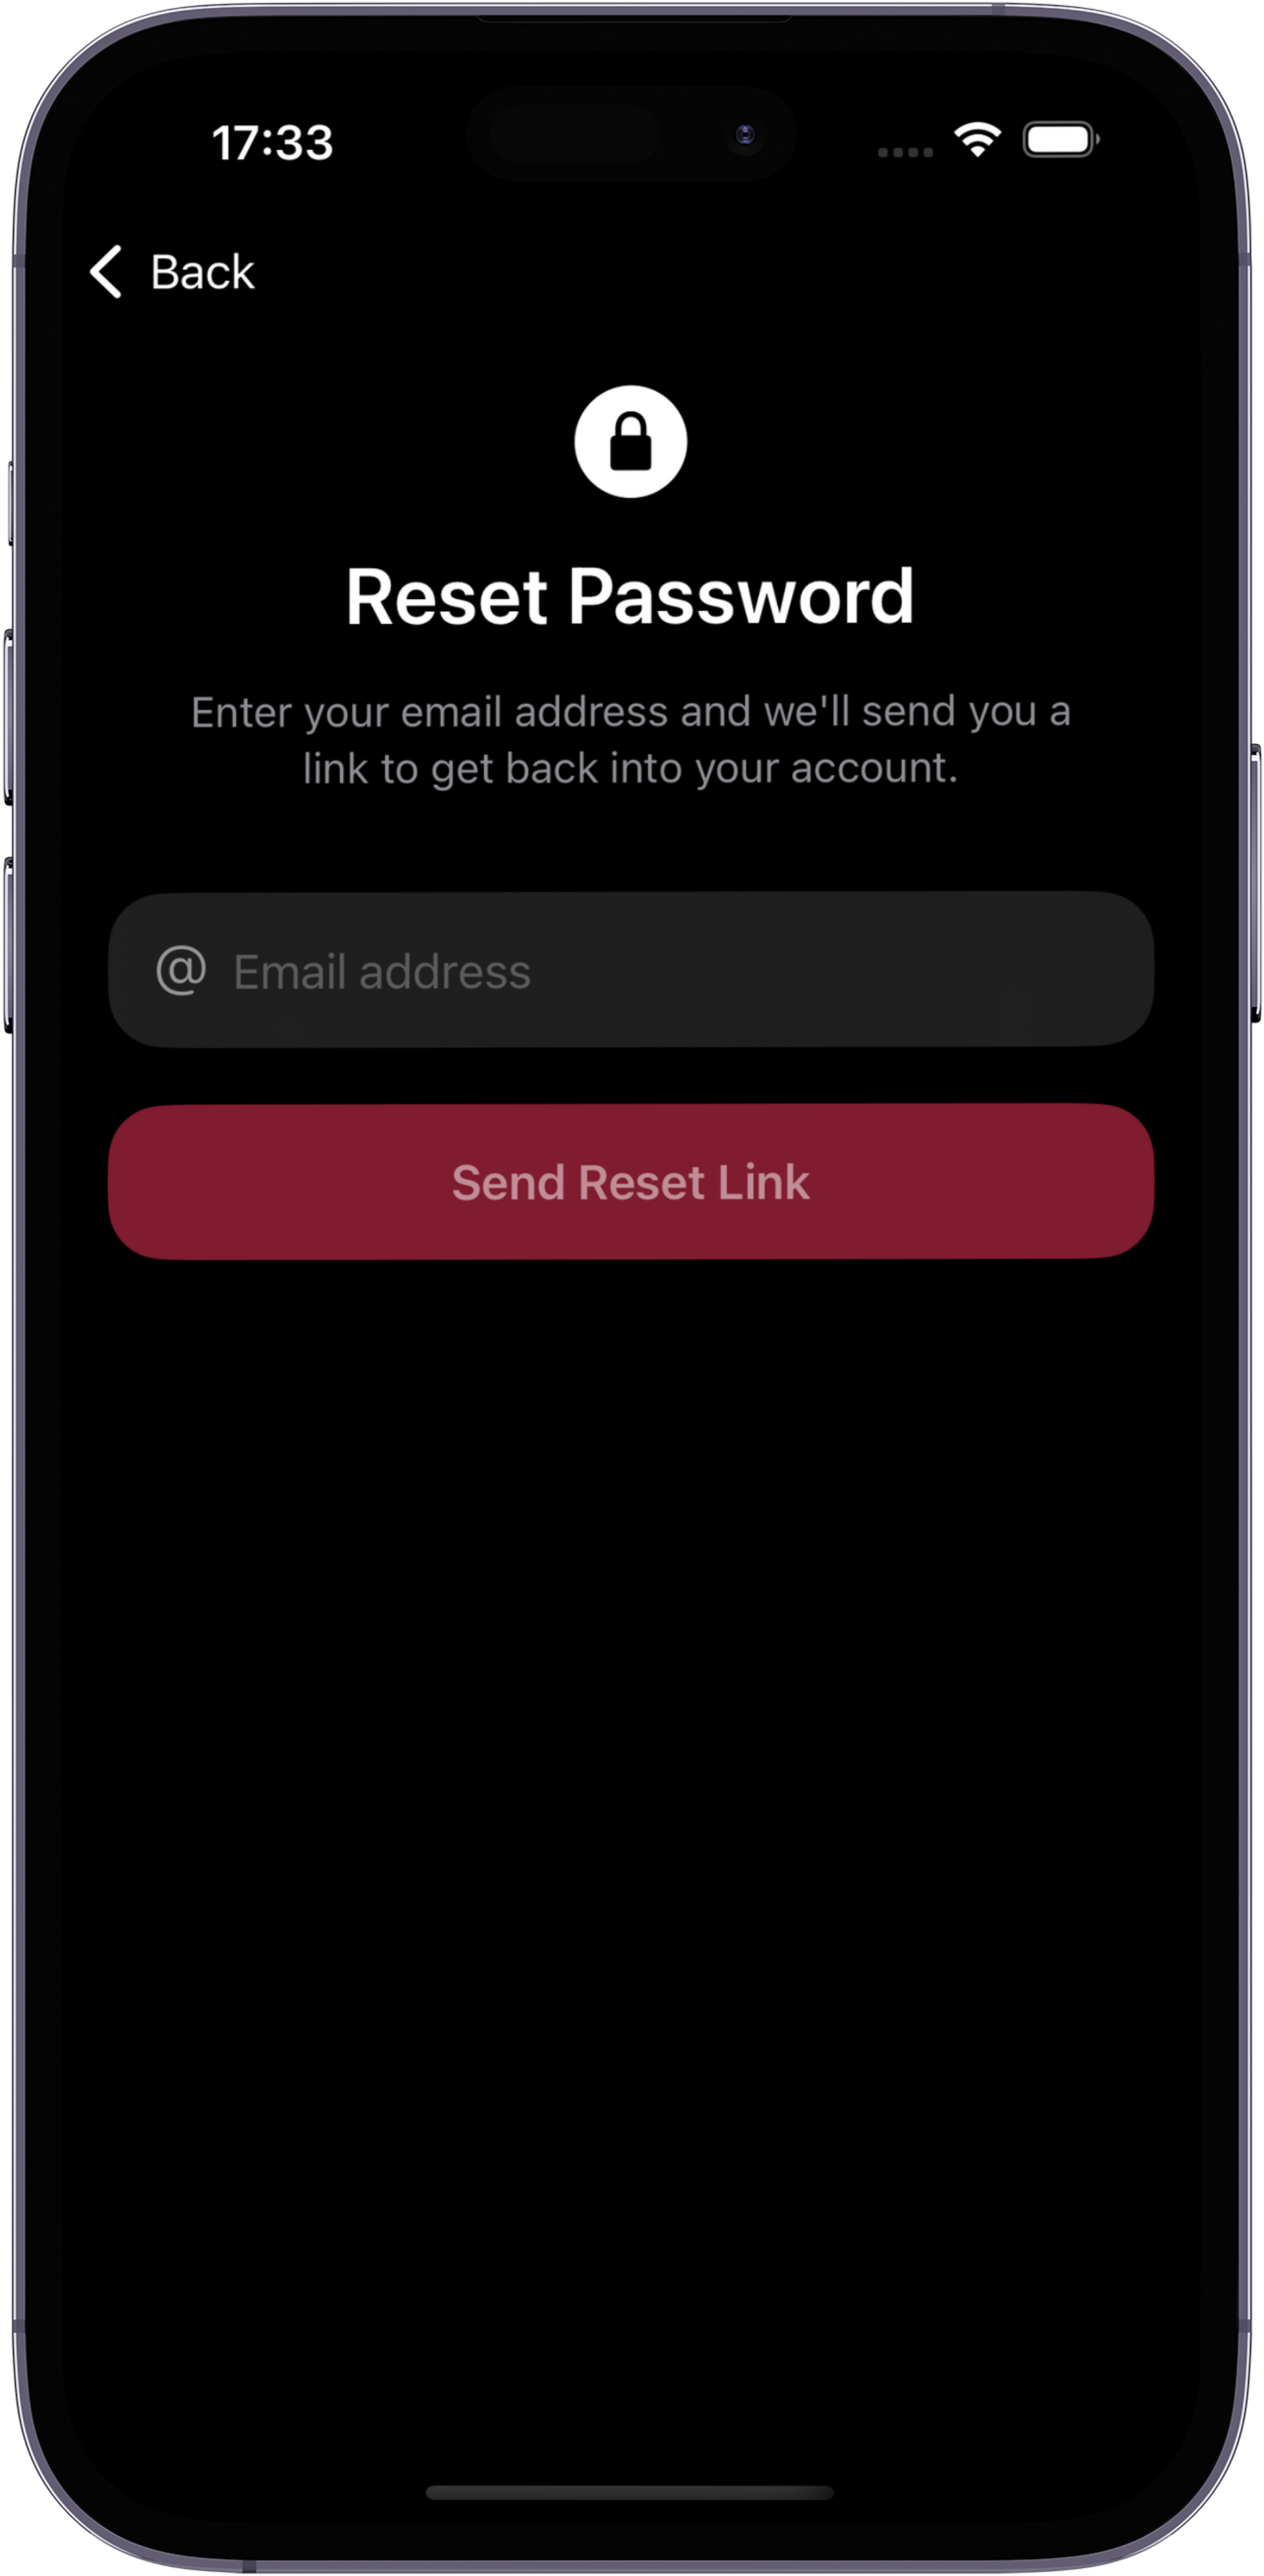 17:33
Back
Reset Password
Enter your email address and we'll send you a
link to get back into your account.
@ Email address
Send Reset Link